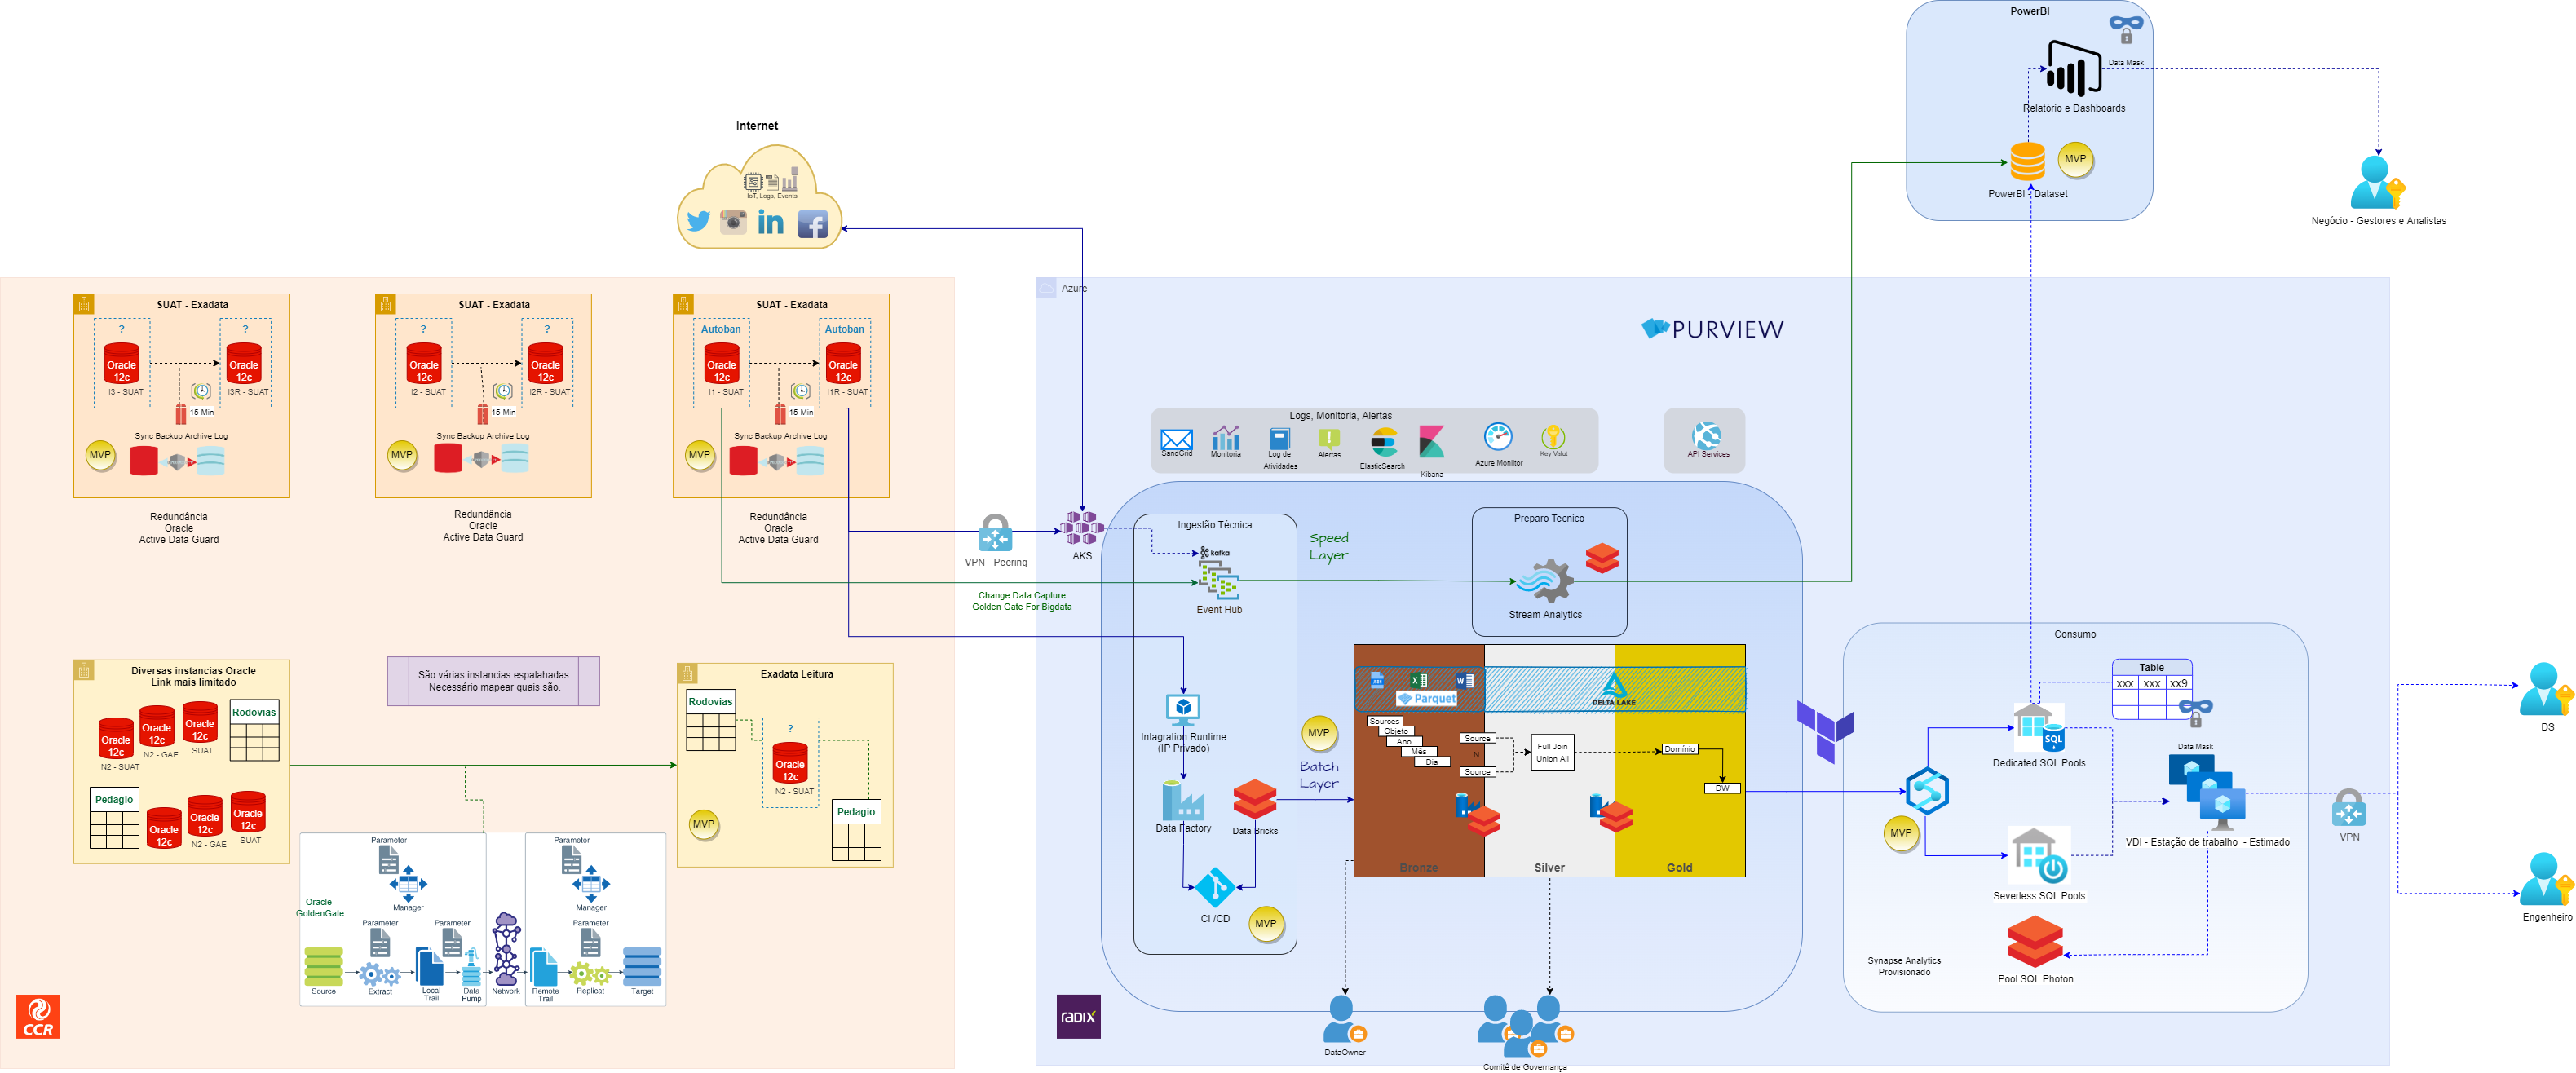 PowerBI
Data Mask
Relatório e Dashboards
MVP
PowerBI - Dataset
Negócio - Gestores e Analistas
Internet
IoT, Logs, Events
SUAT - Exadata
?
?
Oracle
12c
Oracle
12c
I3 - SUAT
I3R - SUAT
15 Min
Sync Backup Archive Log
MVP
Redundância
Oracle
Active Data Guard
SUAT - Exadata
?
?
Oracle
12c
Oracle
12c
I2 - SUAT
I2R - SUAT
15 Min
Sync Backup Archive Log
MVP
Redundância
Oracle
Active Data Guard
SUAT - Exadata
Autoban
Autoban
Oracle
12c
Oracle
12c
I1 - SUAT
I1R - SUAT
15 Min
Sync Backup Archive Log
MVP
Redundância
Oracle
Active Data Guard
Azure
PURVIEW
Logs, Monitoria, Alertas
SandGrid
Monitoria
Log de
Atividades
Alertas
ElasticSearch
Kibana
Azure Moniitor
Key Valut
API Services
VPN - Peering
AKS
Change Data Capture
Golden Gate For Bigdata
Ingestão Técnica
kafka
Event Hub
Speed
Layer
Preparo Tecnico
Stream Analytics
Intagration Runtime
(IP Privado)
Data Factory
Data Bricks
CI /CD
MVP
MVP
Batch
Layer
Parquet
DELTA LAKE
Sources
Objeto
Ano
Mês
Dia
Source
N
Source
Full Join
Union All
Domínio
DW
Bronze
Silver
Gold
DataOwner
Comitê de Governança
radix
Consumo
Table
xxx
xxx
xx9
Data Mask
Dedicated SQL Pools
MVP
VDI - Estação de trabalho - Estimado
Severless SQL Pools
Synapse Analytics
Provisionado
Pool SQL Photon
VPN
DS
Engenheiro
Diversas instancias Oracle
Link mais limitado
Oracle
12c
N2 - SUAT
Oracle
12c
N2 - GAE
Oracle
12c
SUAT
Rodovias
Pedagio
Oracle
12c
Oracle
12c
N2 - GAE
Oracle
12c
SUAT
São várias instancias espalahadas.
Necessário mapear quais são.
Exadata Leitura
Rodovias
?
Oracle
12c
N2 - SUAT
Pedagio
MVP
Parameter
Manager
Oracle
GoldenGate
Parameter
Parameter
Source
Extract
Local
Trail
Data
Pump
Network
Parameter
Manager
Parameter
Remote
Trail
Replicat
Target
CCR